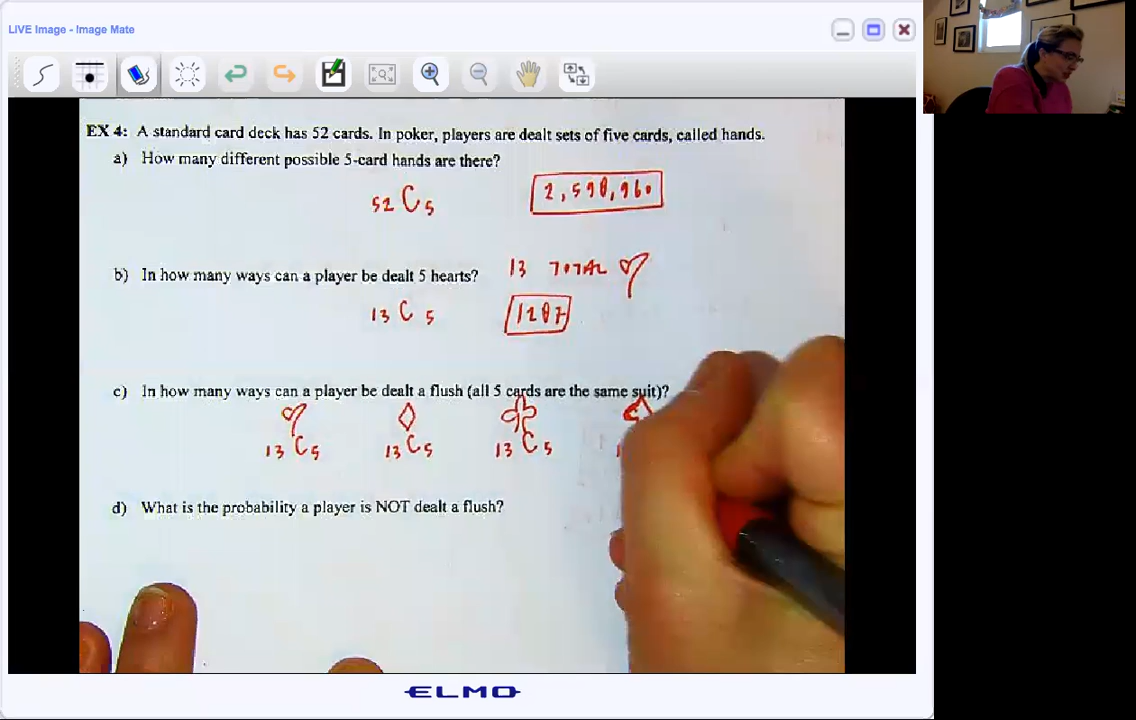 LIVE Image - Image Mate
EX 4: A standard card deck has 52 cards. In poker, players are dealt sets of five cards, called hands.
a) How many different possible 5-card hands are there?
52 C 5 2,598,960
b) In how many ways can a player be dealt 5 hearts? 13 TOTAL
13 C 5 1287
c) In how many ways can a player be dealt a flush (all 5 cards are the same suit)?
13 C 5 13 C 5 13 C 5
d) What is the probability a player is NOT dealt a flush?
ELMO